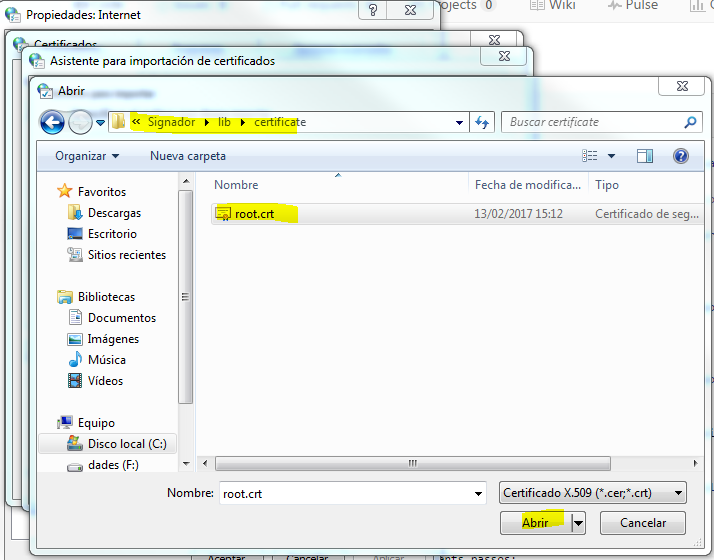 Propiedades: Internet
ojects 0 Wiki Pulse
Certificados
Asistente para importación de certificados
Abrir
« Signador lib certificate
Buscar certificate
Organizar Nueva carpeta
Nombre Fecha de modifica... Tipo
Favoritos
root.crt 13/02/2017 15:12 Certificado de seg...
Descargas
Escritorio
Sitios recientes
Bibliotecas
Documentos
Imágenes
Música
Vídeos
Equipo
Disco local (C:)
dades (F:)
Nombre: root.crt Certificado X.509 (*.cer;*.crt)
Abrir Cancelar
Aceptar Cancelar Aplicar ents passos: